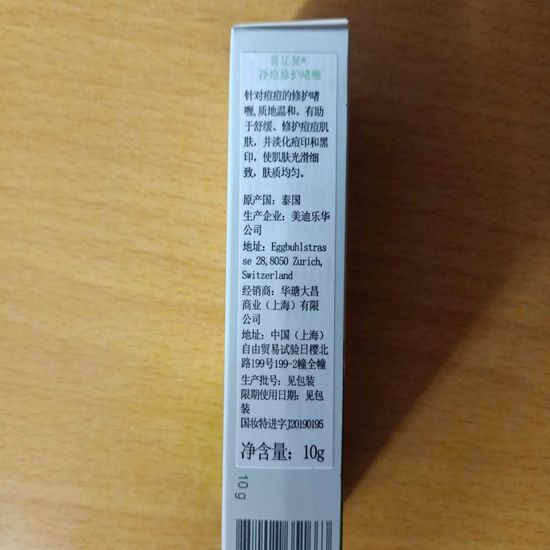 喜辽复®
净痘修护啫喱
针对痘痘的修护啫
喱,质地温和。有助
于舒缓、修护痘痘肌
肤，并淡化痘印和黑
印，使肌肤光滑细
致，肤质均匀。
原产国：泰国
生产企业：美迪乐华
公司
地址：Eggbuhlstras
se 28,8050 Zurich,
Switzerland
经销商：华瑭大昌
商业（上海）有限
公司
地址：中国（上海）
自由贸易试验日樱北
路199号199-2幢全幢
生产批号：见包装
限期使用日期：见包
装
国妆特进字J20190195
净含量：10g
10 g